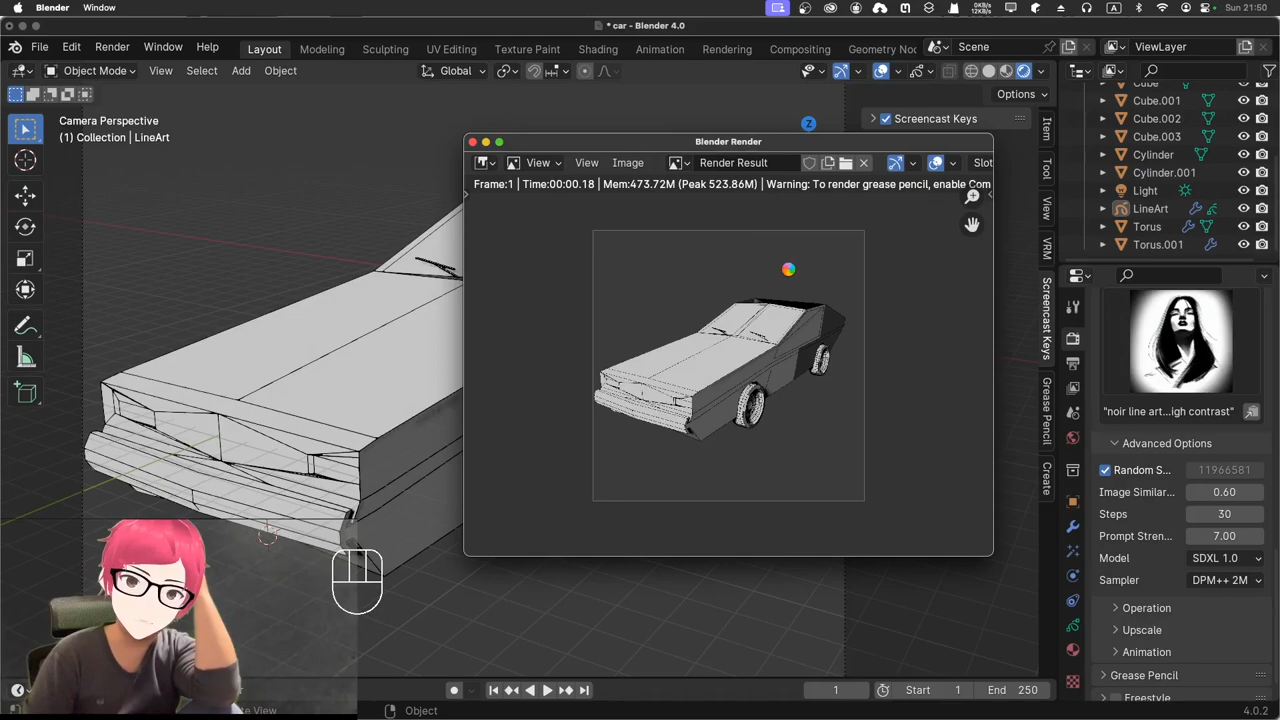 Blender Window
0KB/s
12KB/s
A
Sun 21:50
* car - Blender 4.0
File Edit Render Window Help
Layout Modeling Sculpting UV Editing Texture Paint Shading Animation Rendering Compositing Geometry Noc
Scene
ViewLayer
Object Mode View Select Add Object
Global
Options
Camera Perspective
(1) Collection | LineArt
Z
Screencast Keys
Item
Tool
View
VRM
Screencast Keys
Grease Pencil
Create
Blender Render
View View Image
Render Result
Slot
Frame:1 | Time:00:00.18 | Mem:473.72M (Peak 523.86M) | Warning: To render grease pencil, enable Com
Cube
Cube.001
Cube.002
Cube.003
Cylinder
Cylinder.001
Light
LineArt
Torus
Torus.001
"noir line art...igh contrast"
Advanced Options
Random S... 11966581
Image Similar... 0.60
Steps 30
Prompt Stren... 7.00
Model SDXL 1.0
Sampler DPM++ 2M
Operation
Upscale
Animation
Grease Pencil
Freestyle
1
Start 1
End 250
View
Object
4.0.2